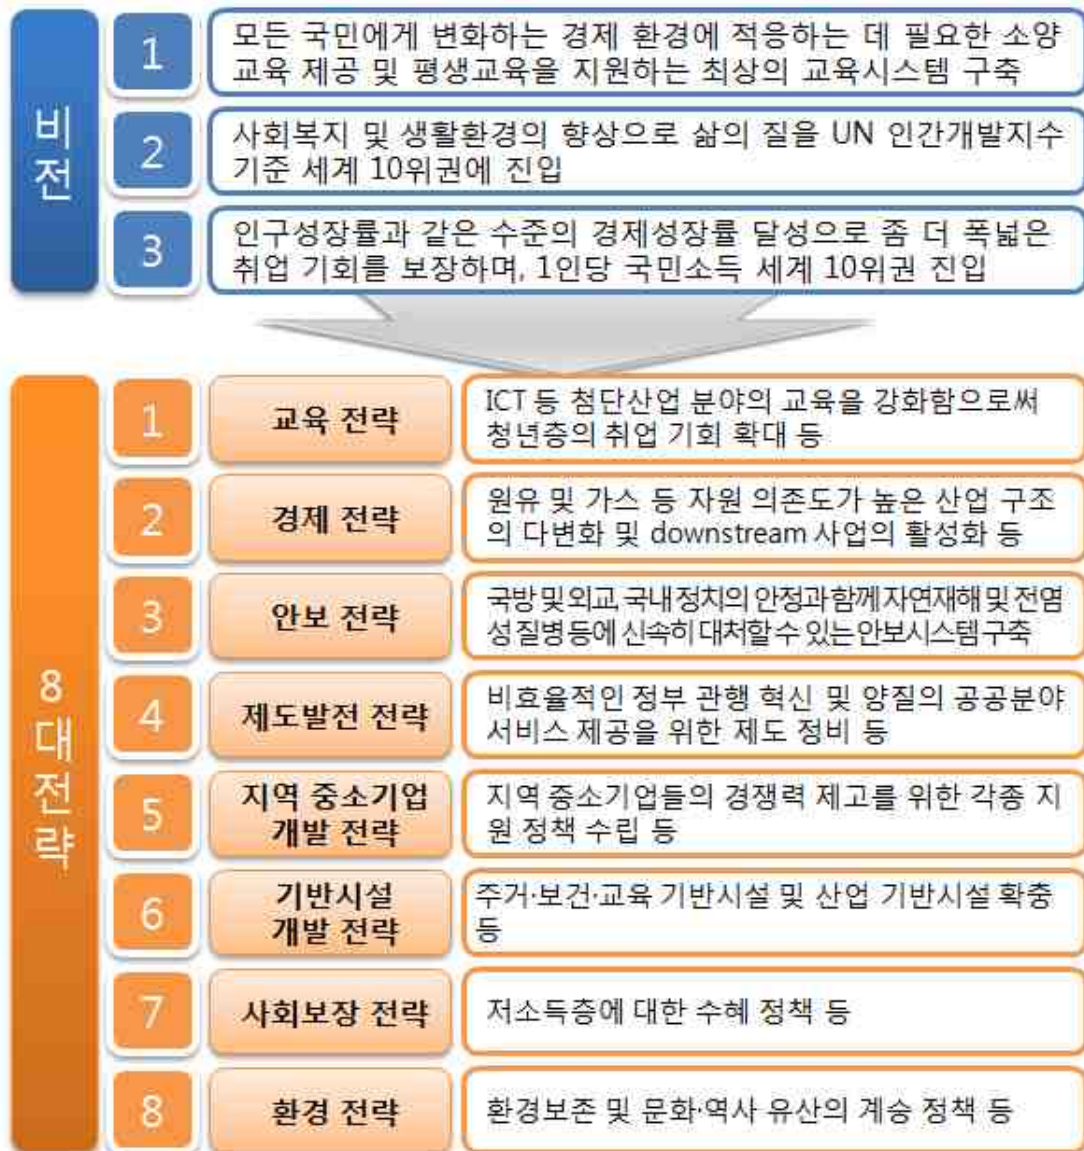 비전
1
모든 국민에게 변화하는 경제 환경에 적응하는 데 필요한 소양
교육 제공 및 평생교육을 지원하는 최상의 교육시스템 구축
2
사회복지 및 생활환경의 향상으로 삶의 질을 UN 인간개발지수
기준 세계 10위권에 진입
3
인구성장률과 같은 수준의 경제성장률 달성으로 좀 더 폭넓은
취업 기회를 보장하며, 1인당 국민소득 세계 10위권 진입
8대전략
1
교육 전략
ICT 등 첨단산업 분야의 교육을 강화함으로써
청년층의 취업 기회 확대 등
2
경제 전략
원유 및 가스 등 자원 의존도가 높은 산업 구조
의 다변화 및 downstream 사업의 활성화 등
3
안보 전략
국방 및 외교, 국내 정치의 안정과 함께 자연재해 및 전염
성 질병 등에 신속히 대처할 수 있는 안보시스템 구축
4
제도발전 전략
비효율적인 정부 관행 혁신 및 양질의 공공분야
서비스 제공을 위한 제도 정비 등
5
지역 중소기업
개발 전략
지역 중소기업들의 경쟁력 제고를 위한 각종 지
원 정책 수립 등
6
기반시설
개발 전략
주거·보건·교육 기반시설 및 산업 기반시설 확충
등
7
사회보장 전략
저소득층에 대한 수혜 정책 등
8
환경 전략
환경보존 및 문화·역사 유산의 계승 정책 등